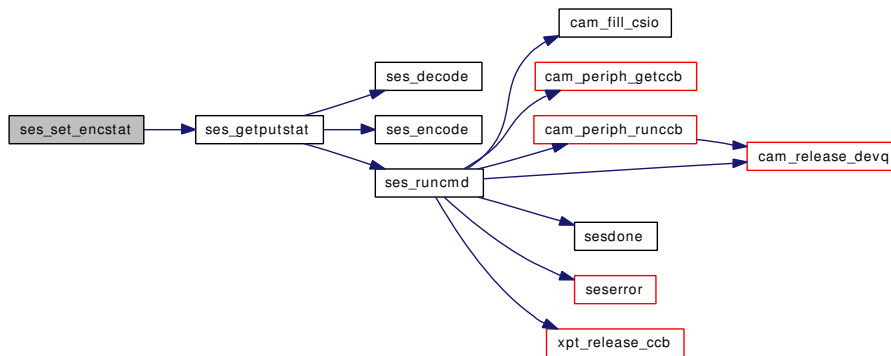 ses_set_encstat
ses_getputstat
ses_decode
ses_encode
ses_runcmd
cam_fill_csio
cam_periph_getccb
cam_periph_runccb
cam_release_devq
sesdone
seserror
xpt_release_ccb